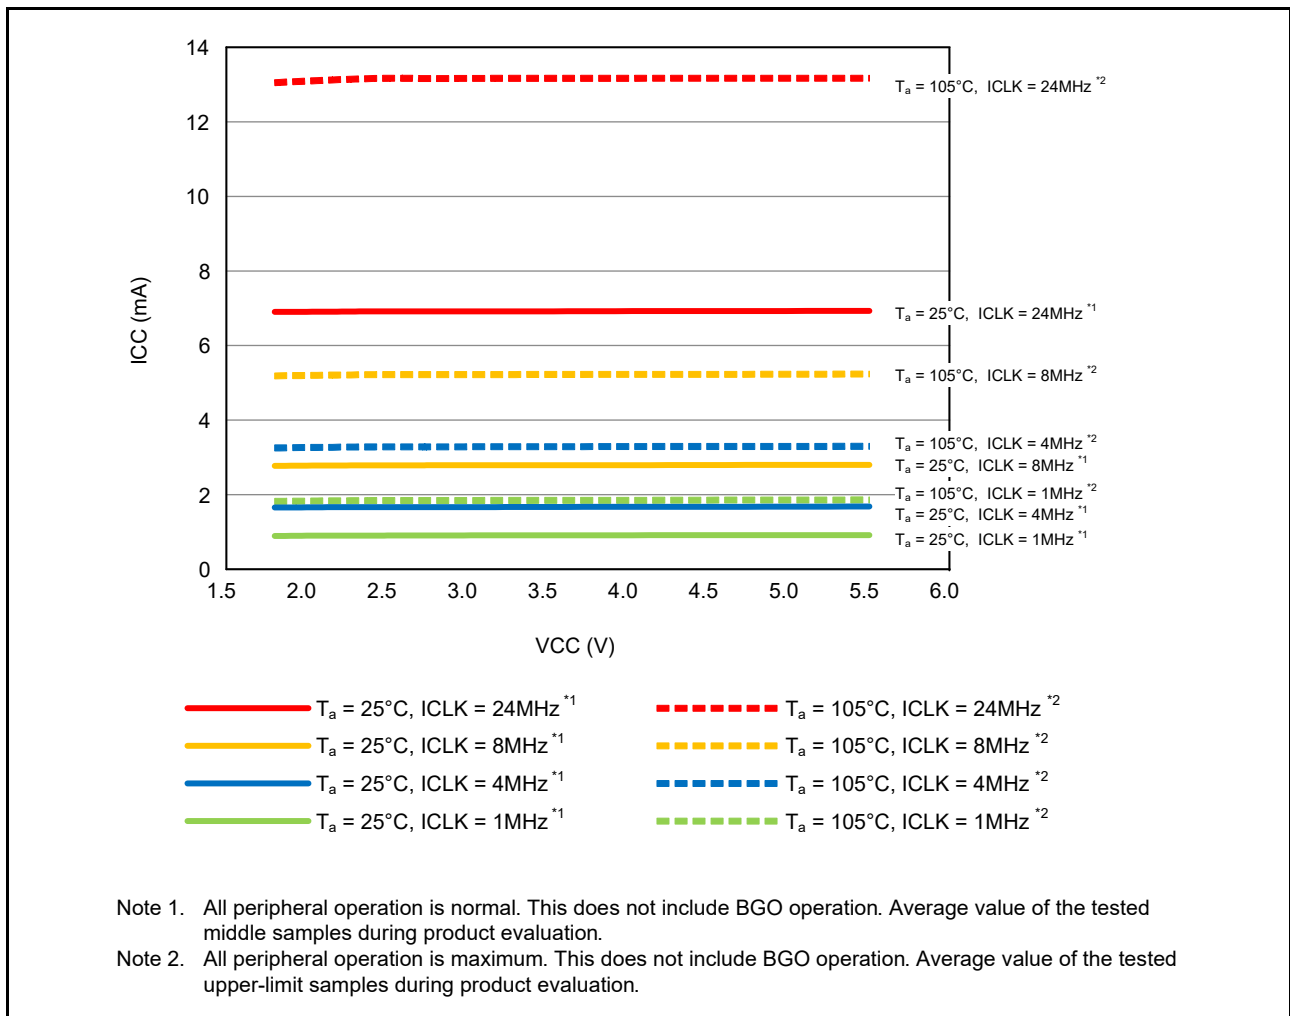 14
12
10
8
6
4
2
0
ICC (mA)
1.5 2.0 2.5 3.0 3.5 4.0 4.5 5.0 5.5 6.0
VCC (V)
Ta = 105°C, ICLK = 24MHz *2
Ta = 25°C, ICLK = 24MHz *1
Ta = 105°C, ICLK = 8MHz *2
Ta = 105°C, ICLK = 4MHz *2
Ta = 25°C, ICLK = 8MHz *1
Ta = 105°C, ICLK = 1MHz *2
Ta = 25°C, ICLK = 4MHz *1
Ta = 25°C, ICLK = 1MHz *1
Ta = 25°C, ICLK = 24MHz *1
Ta = 105°C, ICLK = 24MHz *2
Ta = 25°C, ICLK = 8MHz *1
Ta = 105°C, ICLK = 8MHz *2
Ta = 25°C, ICLK = 4MHz *1
Ta = 105°C, ICLK = 4MHz *2
Ta = 25°C, ICLK = 1MHz *1
Ta = 105°C, ICLK = 1MHz *2
Note 1. All peripheral operation is normal. This does not include BGO operation. Average value of the tested
middle samples during product evaluation.
Note 2. All peripheral operation is maximum. This does not include BGO operation. Average value of the tested
upper-limit samples during product evaluation.